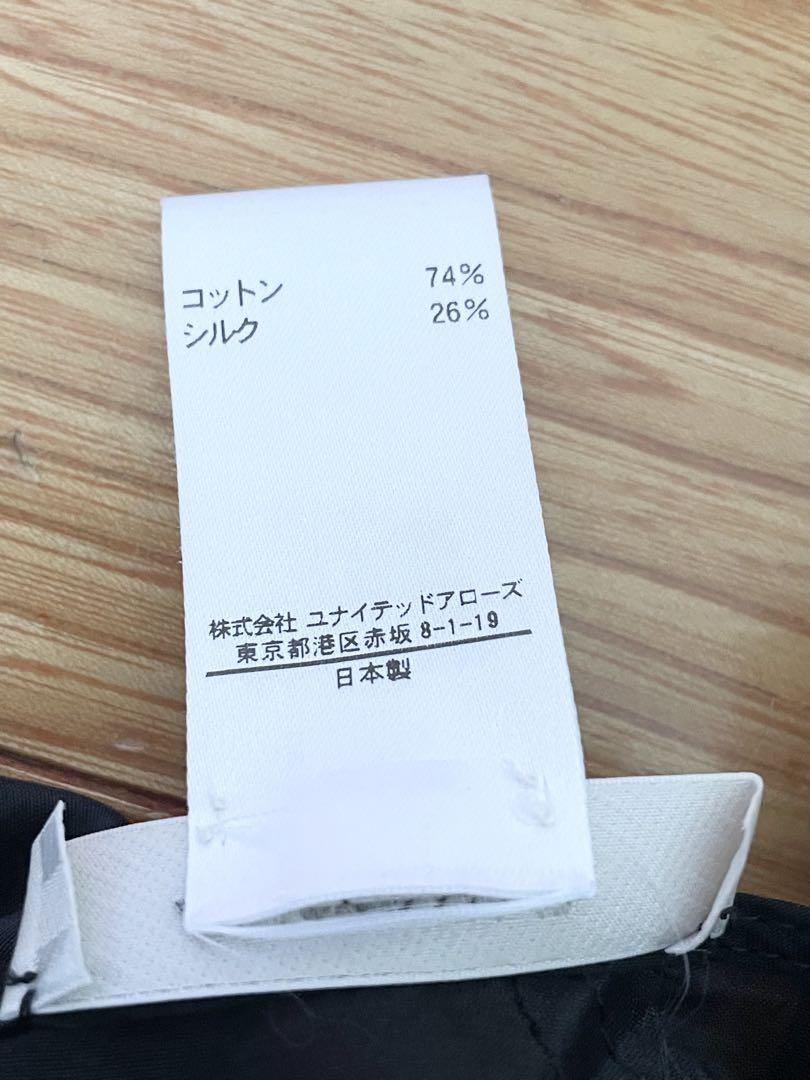 コットン 74%
シルク 26%
株式会社 ユナイテッドアローズ
東京都港区赤坂 8-1-19
日本製